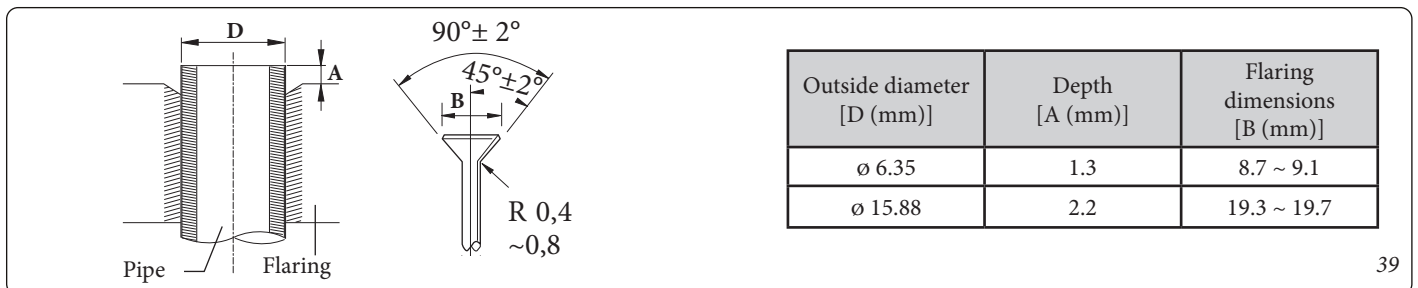 D
A
Pipe
Flaring
90°± 2°
45°±2°
B
R 0,4
~0,8
Outside diameter
[D (mm)]
Depth
[A (mm)]
Flaring
dimensions
[B (mm)]
ø 6.35 1.3 8.7 ~ 9.1
ø 15.88 2.2 19.3 ~ 19.7
39